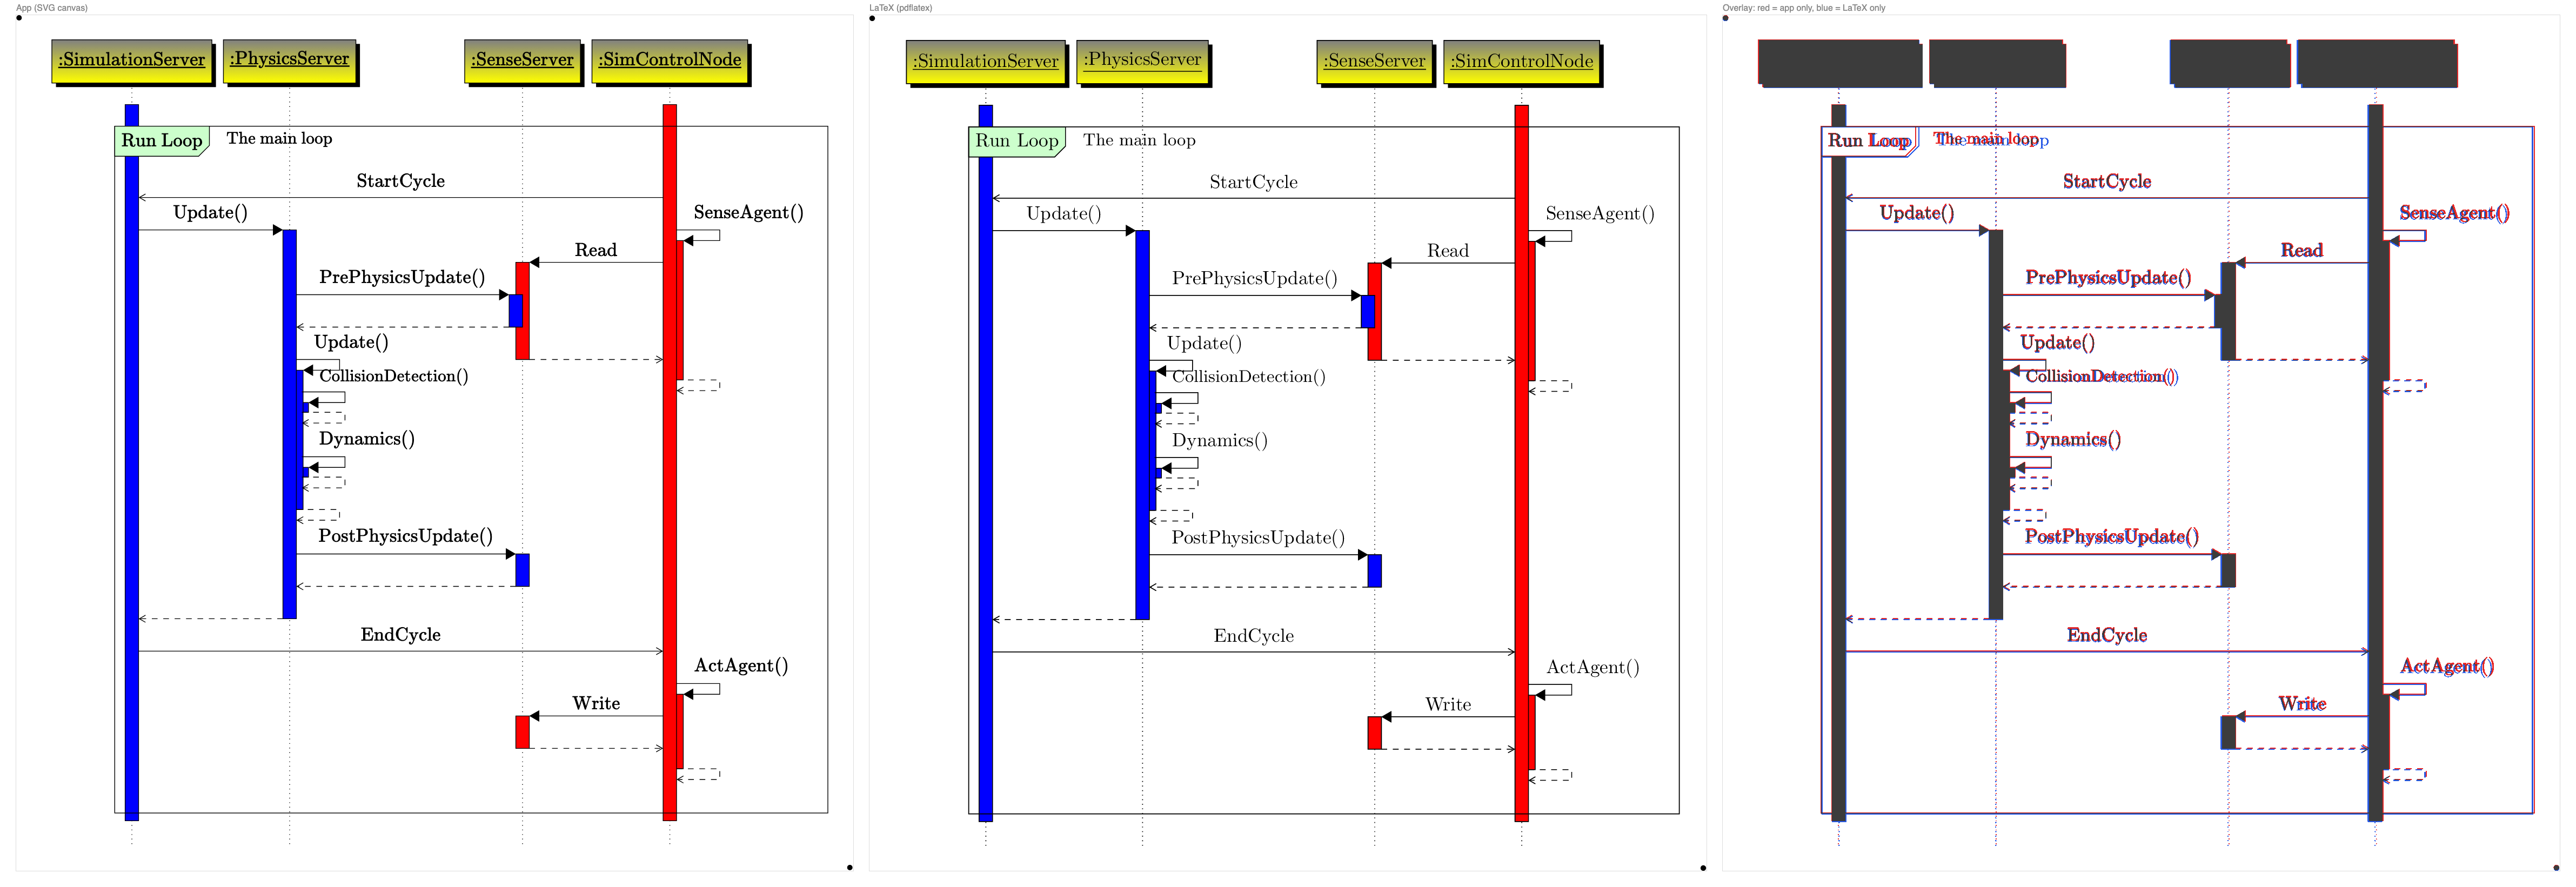 App (SVG canvas)
:SimulationServer :PhysicsServer :SenseServer :SimControlNode
Run Loop The main loop
StartCycle
Update() SenseAgent()
Read
PrePhysicsUpdate()
Update()
CollisionDetection()
Dynamics()
PostPhysicsUpdate()
EndCycle
ActAgent()
Write
LaTeX (pdflatex)
:SimulationServer :PhysicsServer :SenseServer :SimControlNode
Run Loop The main loop
StartCycle
Update() SenseAgent()
Read
PrePhysicsUpdate()
Update()
CollisionDetection()
Dynamics()
PostPhysicsUpdate()
EndCycle
ActAgent()
Write
Overlay: red = app only, blue = LaTeX only
Run Loop The main loop
StartCycle
Update() SenseAgent()
Read
PrePhysicsUpdate()
Update()
CollisionDetection()
Dynamics()
PostPhysicsUpdate()
EndCycle
ActAgent()
Write